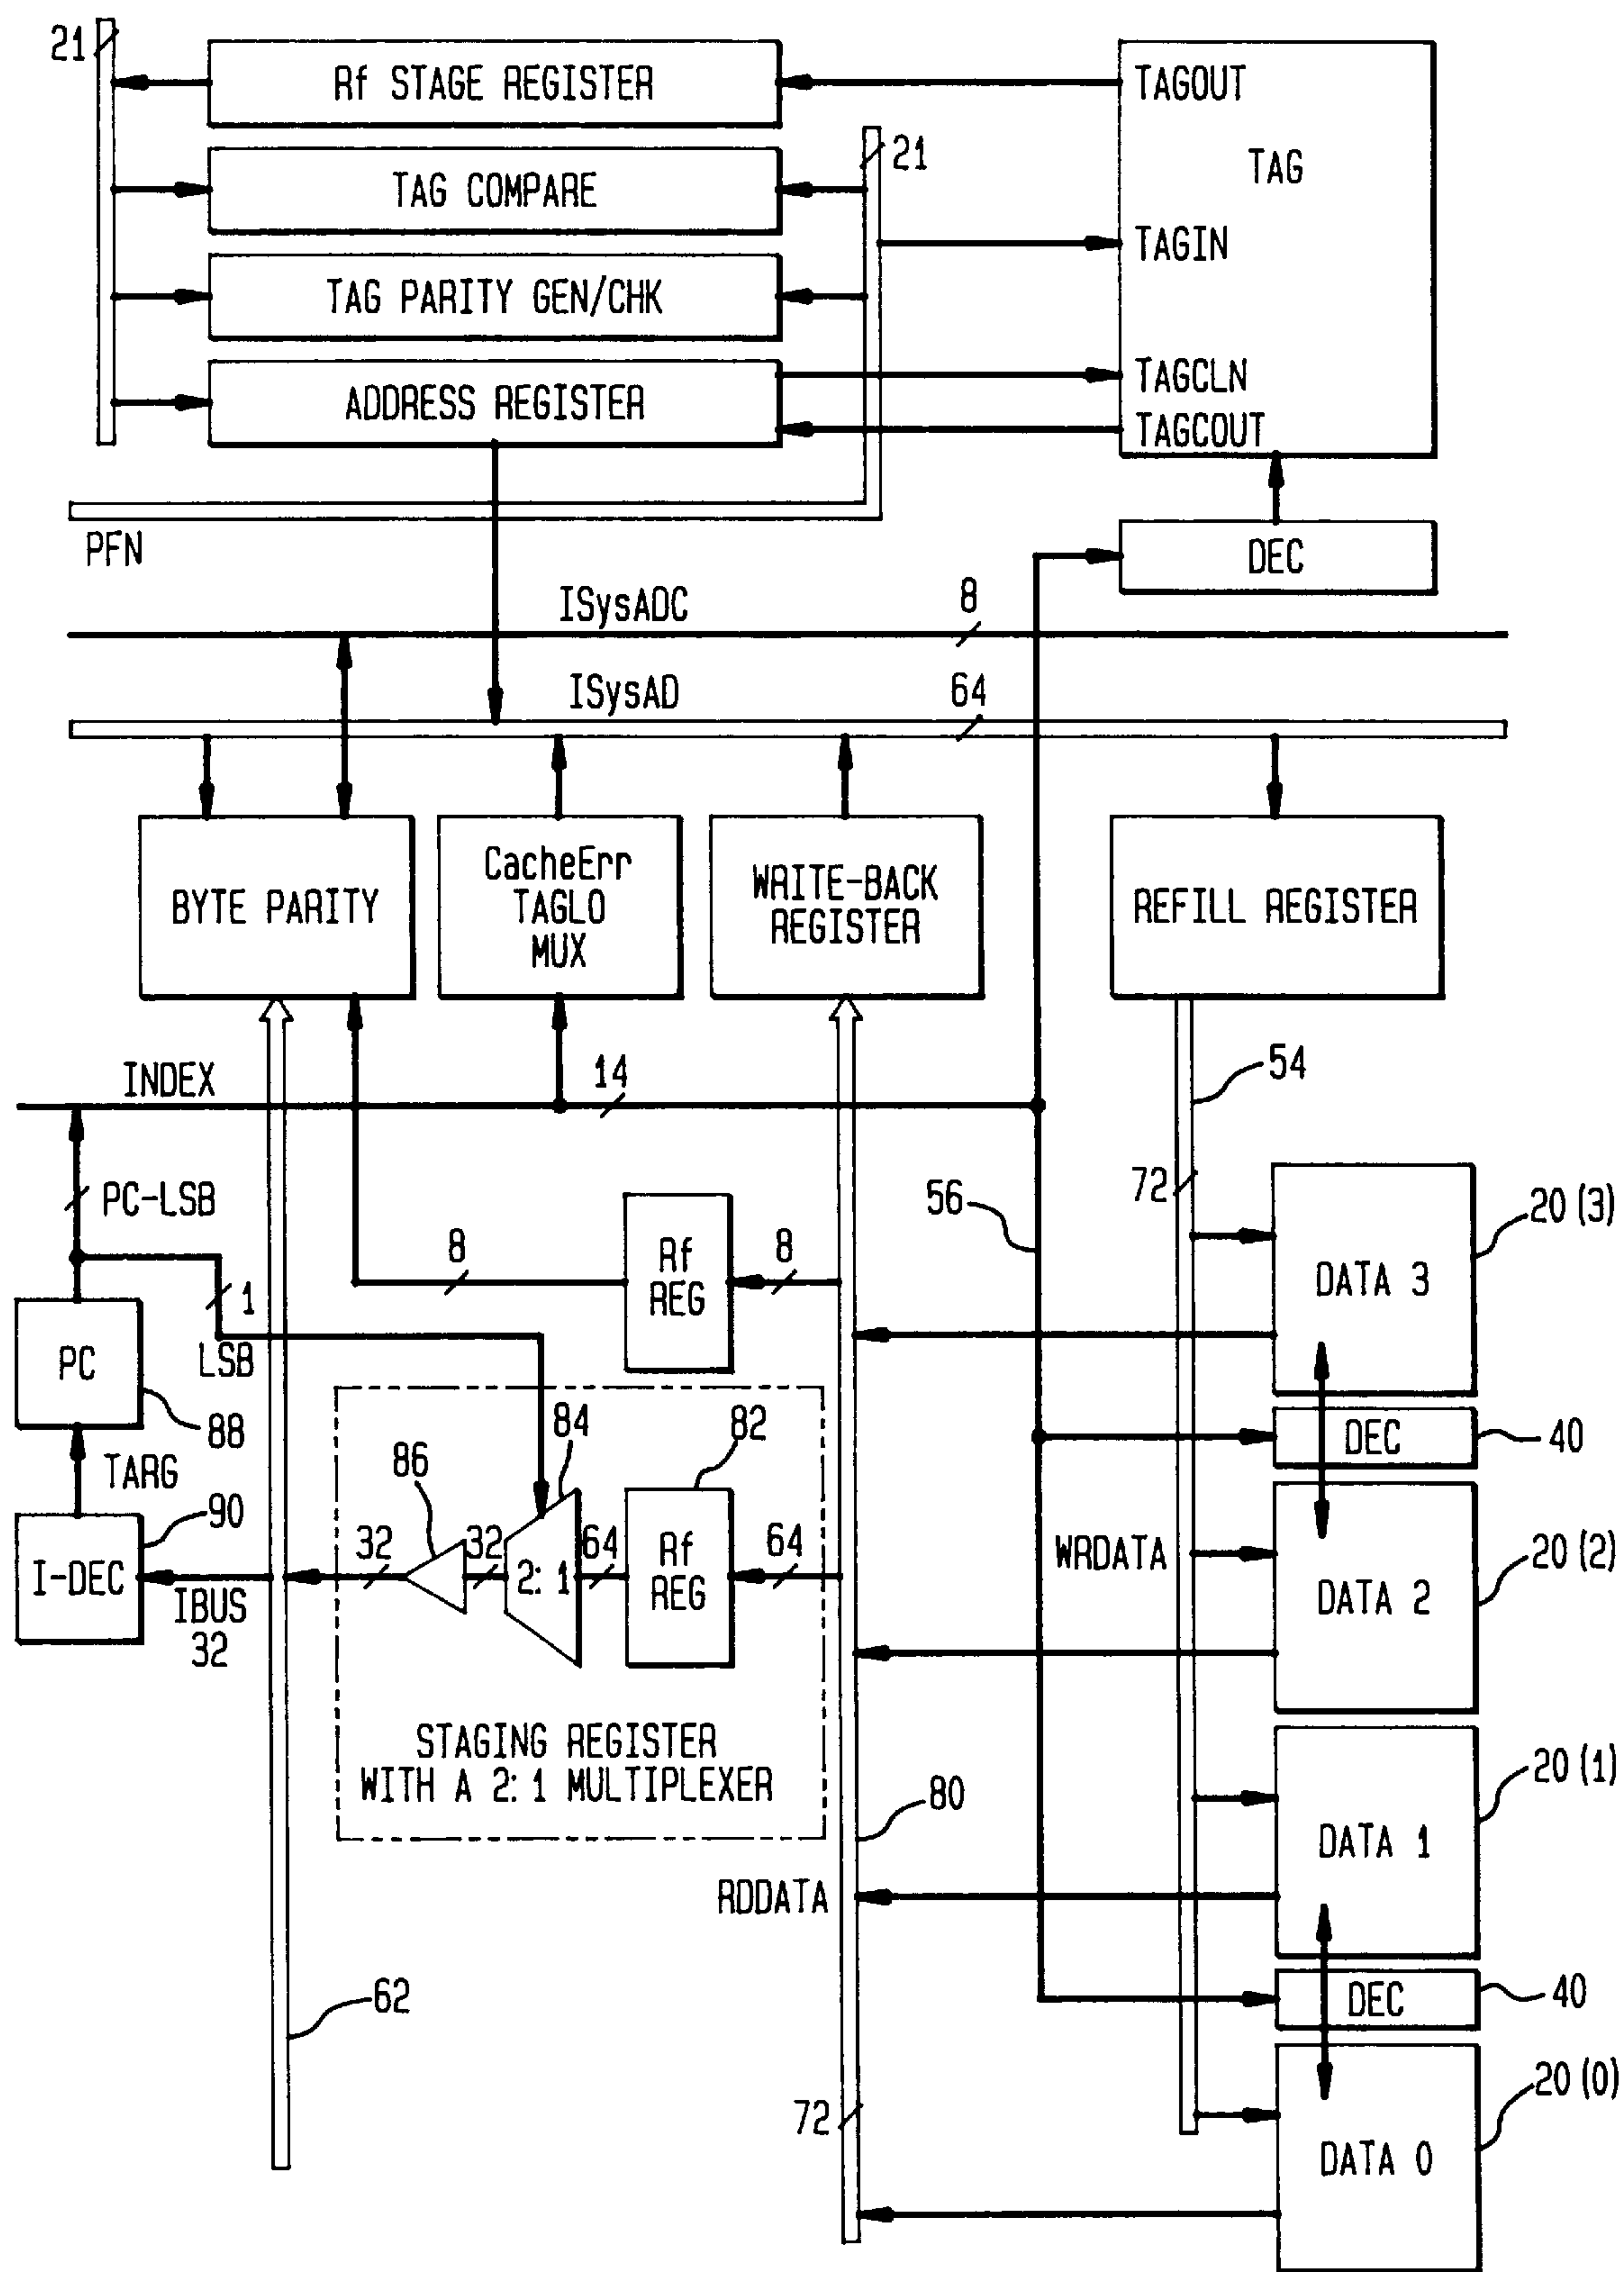 21
Rf STAGE REGISTER
TAGOUT
TAG
TAG COMPARE
21
TAGIN
TAG PARITY GEN/CHK
TAGCLN
ADDRESS REGISTER
TAGCOUT
PFN
DEC
ISysADC
8
ISysAD
64
BYTE PARITY
CacheErr
TAGLO
MUX
WRITE-BACK
REGISTER
REFILL REGISTER
INDEX
14
54
PC-LSB
72
56
20 (3)
8
Rf
REG
8
DATA 3
1
PC
LSB
88
84
82
DEC
40
TARG
86
90
I-DEC
IBUS
32
32
32
2:1
64
Rf
REG
64
WRDATA
DATA 2
20 (2)
STAGING REGISTER
WITH A 2:1 MULTIPLEXER
80
DATA 1
20 (1)
RDDATA
62
DEC
40
72
DATA 0
20 (0)